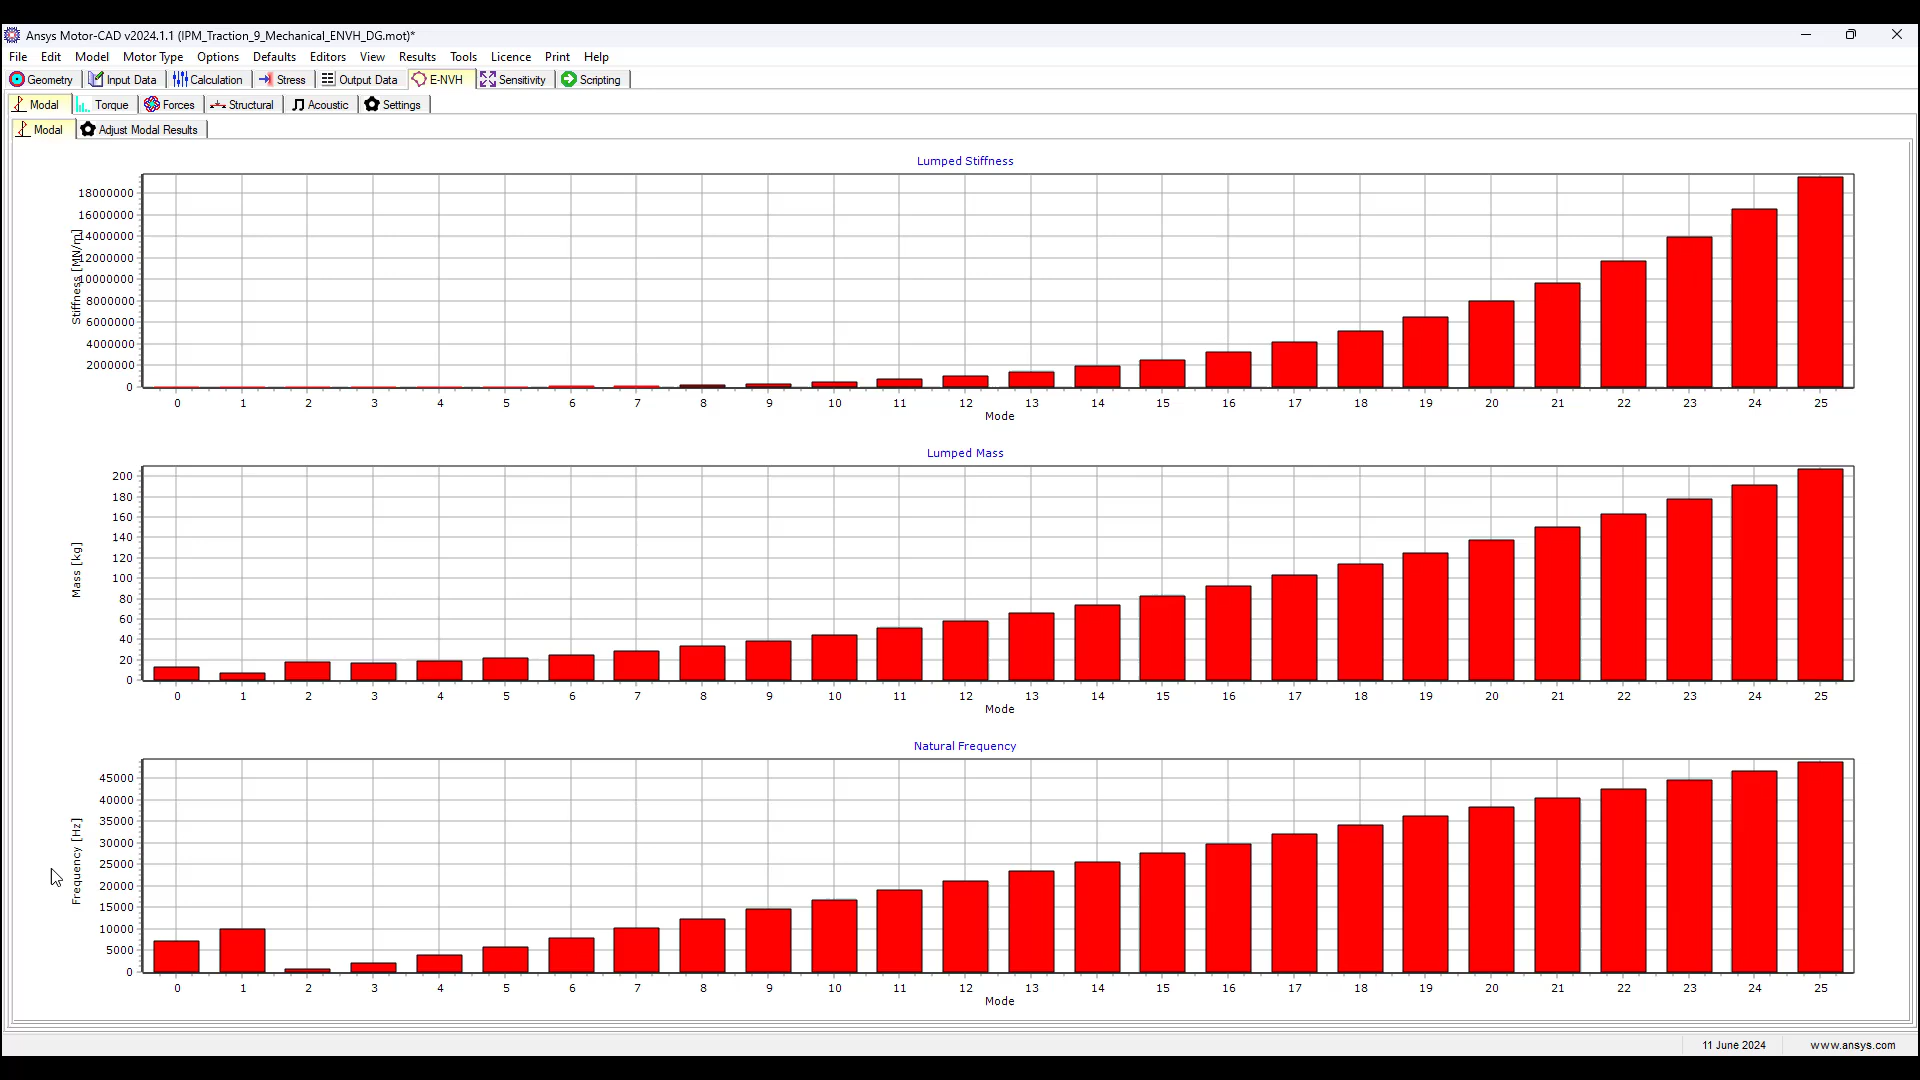 Ansys Motor-CAD v2024.1.1 (IPM_Traction_9_Mechanical_ENVH_DG.mot)*
File Edit Model Motor Type Options Defaults Editors View Results Tools Licence Print Help
Geometry Input Data Calculation Stress Output Data E-NVH Sensitivity Scripting
Modal Torque Forces Structural Acoustic Settings
Modal Adjust Modal Results
Lumped Stiffness
Stiffness [MN/m]
18000000
16000000
14000000
12000000
10000000
8000000
6000000
4000000
2000000
0
0 1 2 3 4 5 6 7 8 9 10 11 12 13 14 15 16 17 18 19 20 21 22 23 24 25
Mode
Lumped Mass
Mass [kg]
200
180
160
140
120
100
80
60
40
20
0
0 1 2 3 4 5 6 7 8 9 10 11 12 13 14 15 16 17 18 19 20 21 22 23 24 25
Mode
Natural Frequency
Frequency [Hz]
45000
40000
35000
30000
25000
20000
15000
10000
5000
0
0 1 2 3 4 5 6 7 8 9 10 11 12 13 14 15 16 17 18 19 20 21 22 23 24 25
Mode
11 June 2024 www.ansys.com